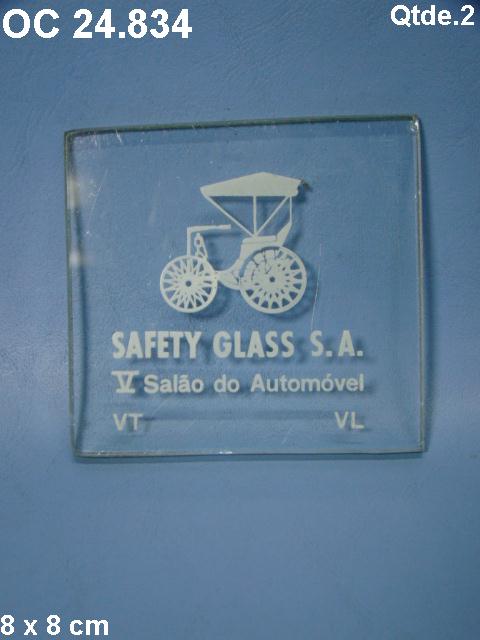 OC 24.834
Qtde.2
SAFETY GLASS S.A.
V Salão do Automóvel
VT VL
8 x 8 cm